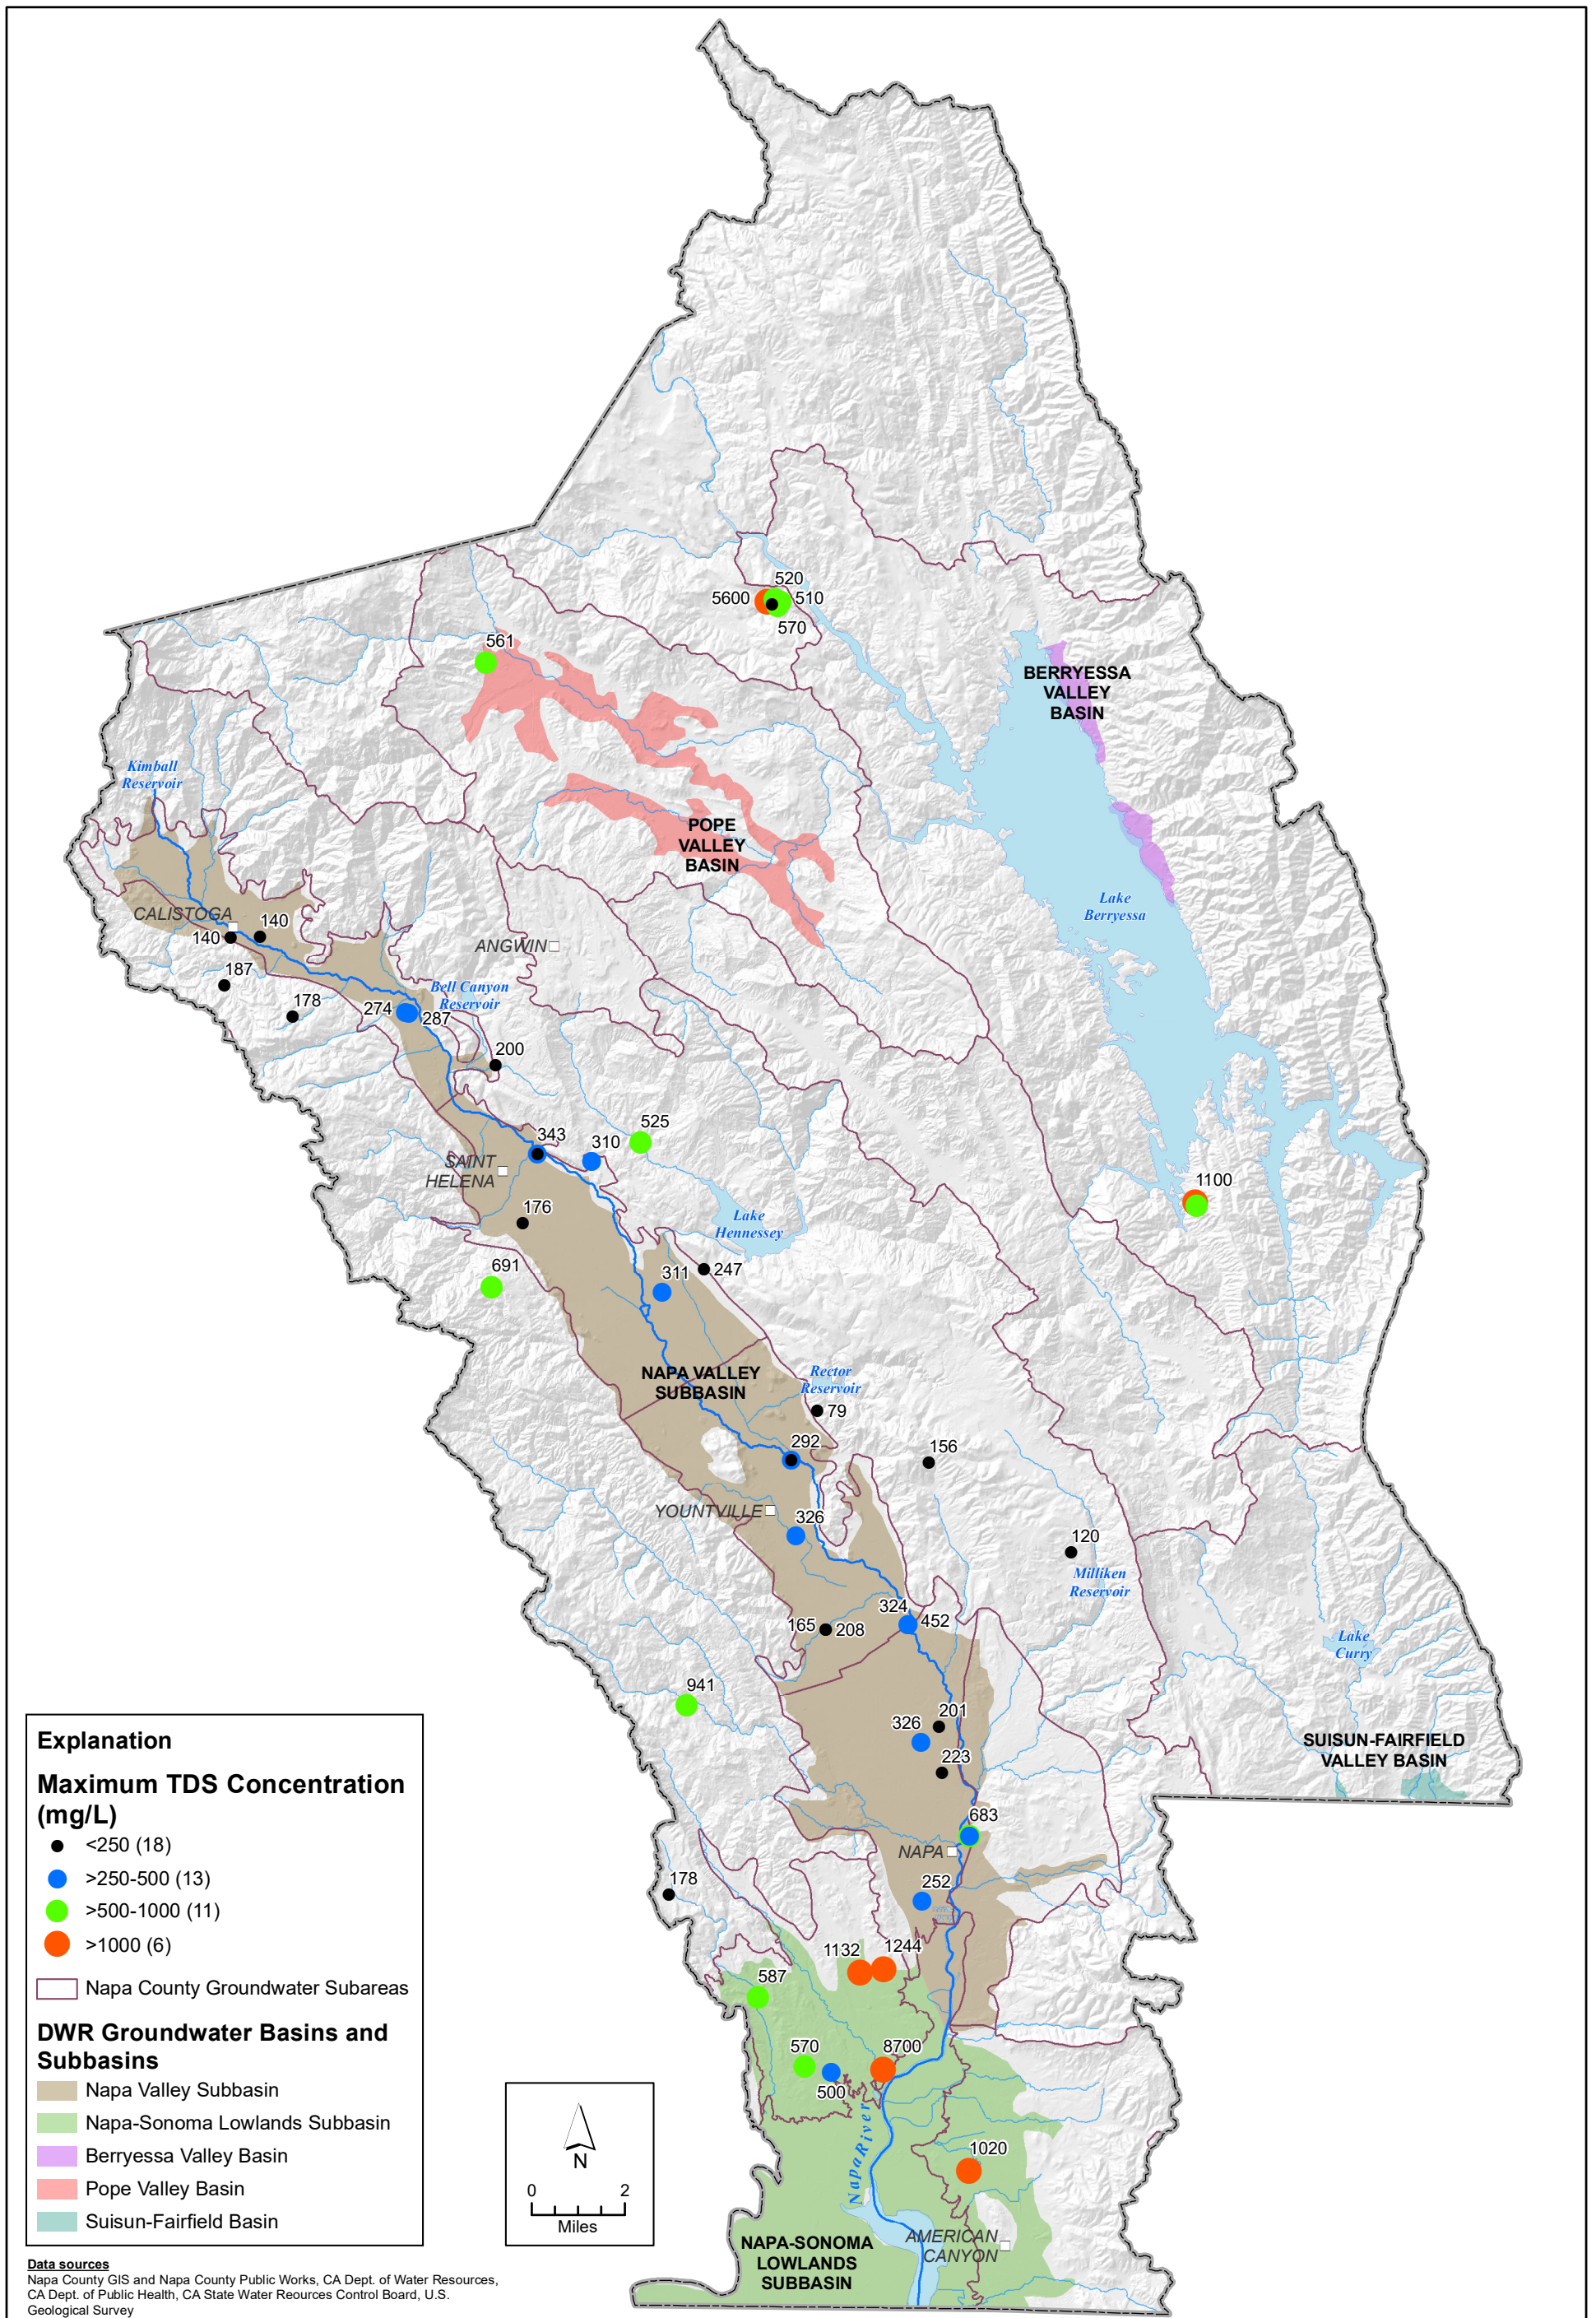 520
5600
510
570
561
BERRYESSA
VALLEY
BASIN
Kimball
Reservoir
POPE
VALLEY
BASIN
Lake
Berryessa
CALISTOGA
140
140
ANGWIN
187
178
Bell Canyon
Reservoir
274
287
200
525
343
310
SAINT
HELENA
1100
176
Lake
Hennessey
691
311
247
NAPA VALLEY
SUBBASIN
Rector
Reservoir
79
292
156
YOUNTVILLE
326
120
Milliken
Reservoir
324
452
165
208
Lake
Curry
941
201
326
223
SUISUN-FAIRFIELD
VALLEY BASIN
683
NAPA
178
252
1132
1244
587
570
500
8700
Napa River
1020
AMERICAN
CANYON
NAPA-SONOMA
LOWLANDS
SUBBASIN
Explanation
Maximum TDS Concentration
(mg/L)
<250 (18)
>250-500 (13)
>500-1000 (11)
>1000 (6)
Napa County Groundwater Subareas
DWR Groundwater Basins and
Subbasins
Napa Valley Subbasin
Napa-Sonoma Lowlands Subbasin
Berryessa Valley Basin
Pope Valley Basin
Suisun-Fairfield Basin
N
0 2
Miles
Data sources
Napa County GIS and Napa County Public Works, CA Dept. of Water Resources,
CA Dept. of Public Health, CA State Water Reources Control Board, U.S.
Geological Survey